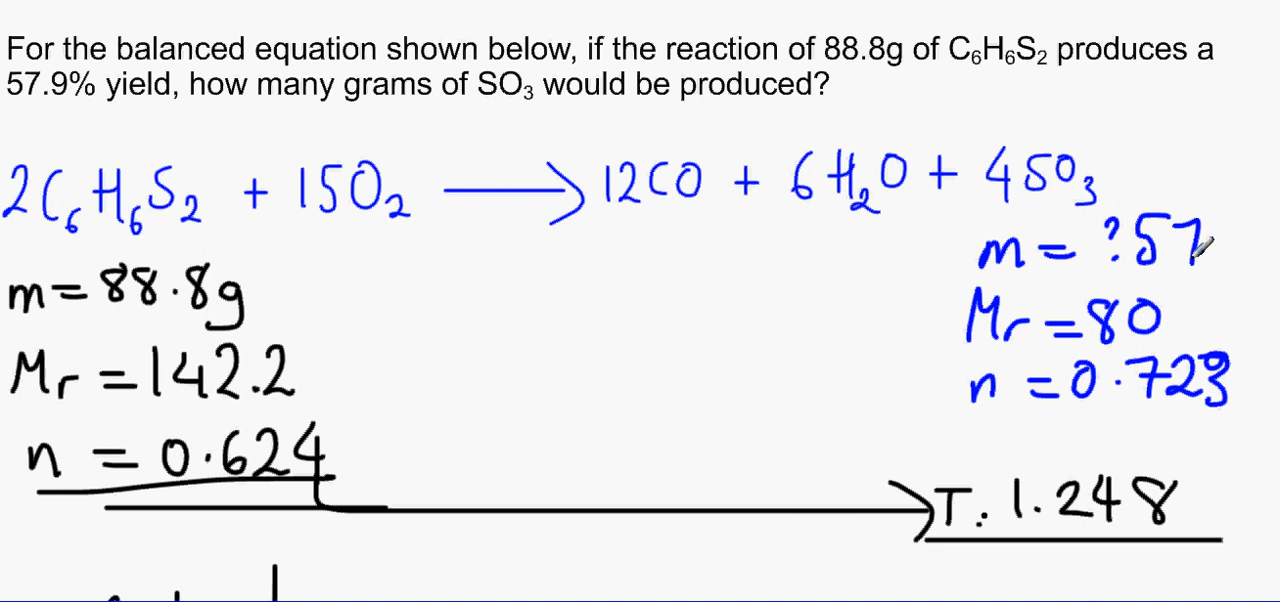 For the balanced equation shown below, if the reaction of 88.8g of C₆H₆S₂ produces a
57.9% yield, how many grams of SO₃ would be produced?
2C₆H₆S₂ + 15O₂ → 12CO + 6H₂O + 4SO₃
m = ? 57
m = 88.8g
Mr = 80
Mr = 142.2
n = 0.723
n = 0.624
T. 1.248